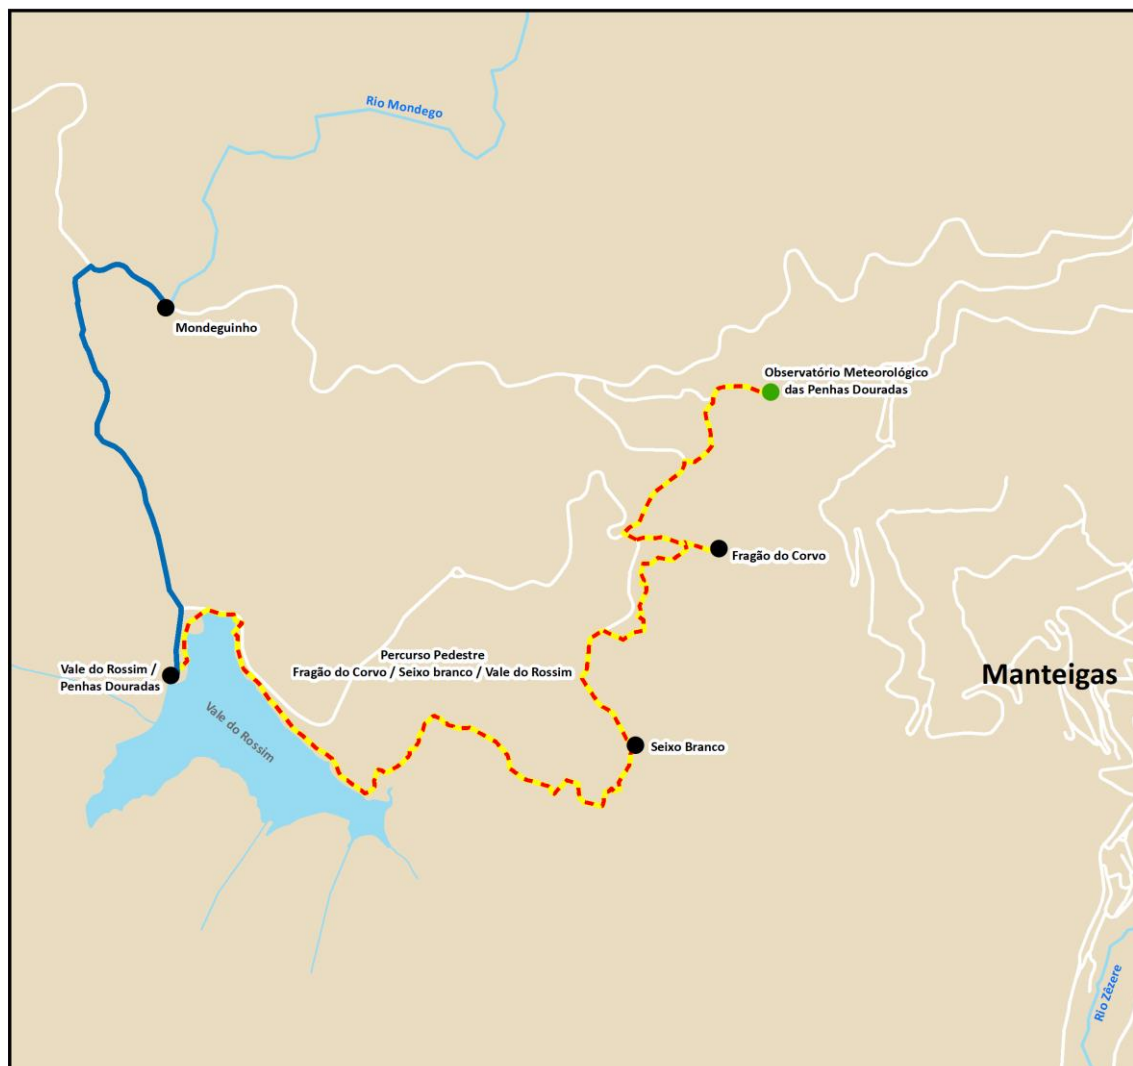 Rio Mondego
Mondeguinho
Observatório Meteorológico
das Penhas Douradas
Fragão do Corvo
Percurso Pedestre
Fragão do Corvo / Seixo branco / Vale do Rossim
Vale do Rossim /
Penhas Douradas
Manteigas
Vale do Rossim
Seixo Branco
Rio Zêzere